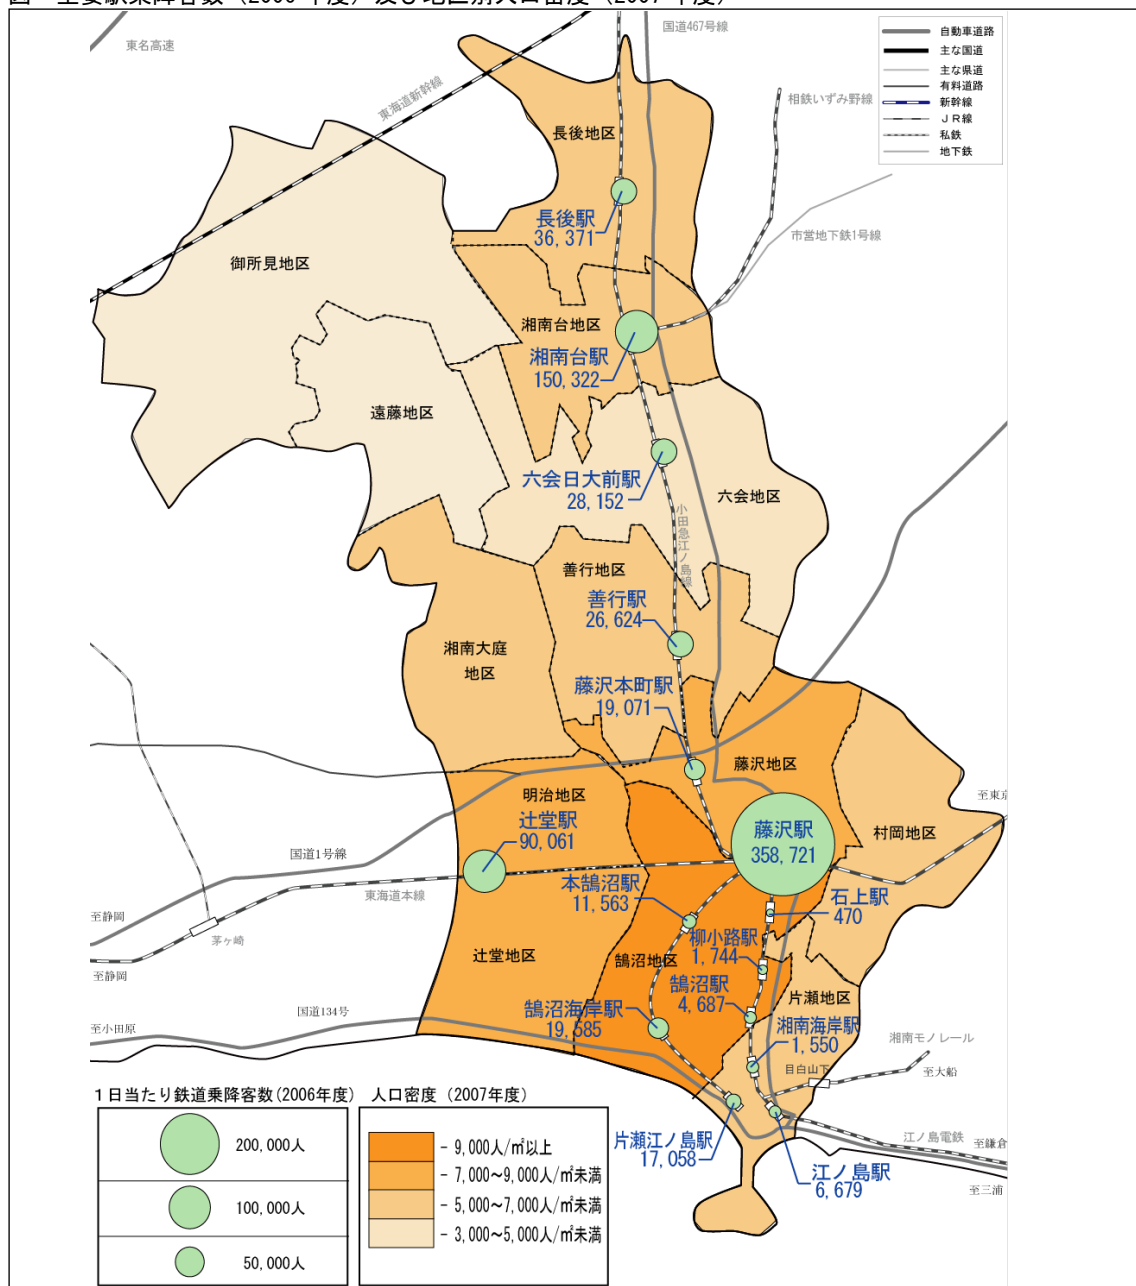 東名高速
国道467号線
東海道新幹線
相鉄いずみ野線
市営地下鉄1号線
自動車道路
主な国道
主な県道
有料道路
新幹線
ＪＲ線
私鉄
地下鉄
長後地区
長後駅
36,371
御所見地区
湘南台地区
湘南台駅
150,322
遠藤地区
六会日大前駅
28,152
六会地区
小田急江ノ島線
善行地区
善行駅
26,624
湘南大庭
地区
藤沢本町駅
19,071
藤沢地区
明治地区
辻堂駅
90,061
藤沢駅
358,721
村岡地区
至東京
国道1号線
東海道本線
本鵠沼駅
11,563
石上駅
470
至静岡
茅ヶ崎
至静岡
柳小路駅
1,744
鵠沼地区
辻堂地区
鵠沼駅
4,687
片瀬地区
鵠沼海岸駅
19,585
湘南海岸駅
1,550
国道134号
至小田原
湘南モノレール
目白山下
至大船
片瀬江ノ島駅
17,058
江ノ島駅
6,679
江ノ島電鉄
至鎌倉
至三浦
１日当たり鉄道乗降客数(2006年度)
200,000人
100,000人
50,000人
人口密度 (2007年度)
- 9,000人/㎡以上
- 7,000～9,000人/㎡未満
- 5,000～7,000人/㎡未満
- 3,000～5,000人/㎡未満